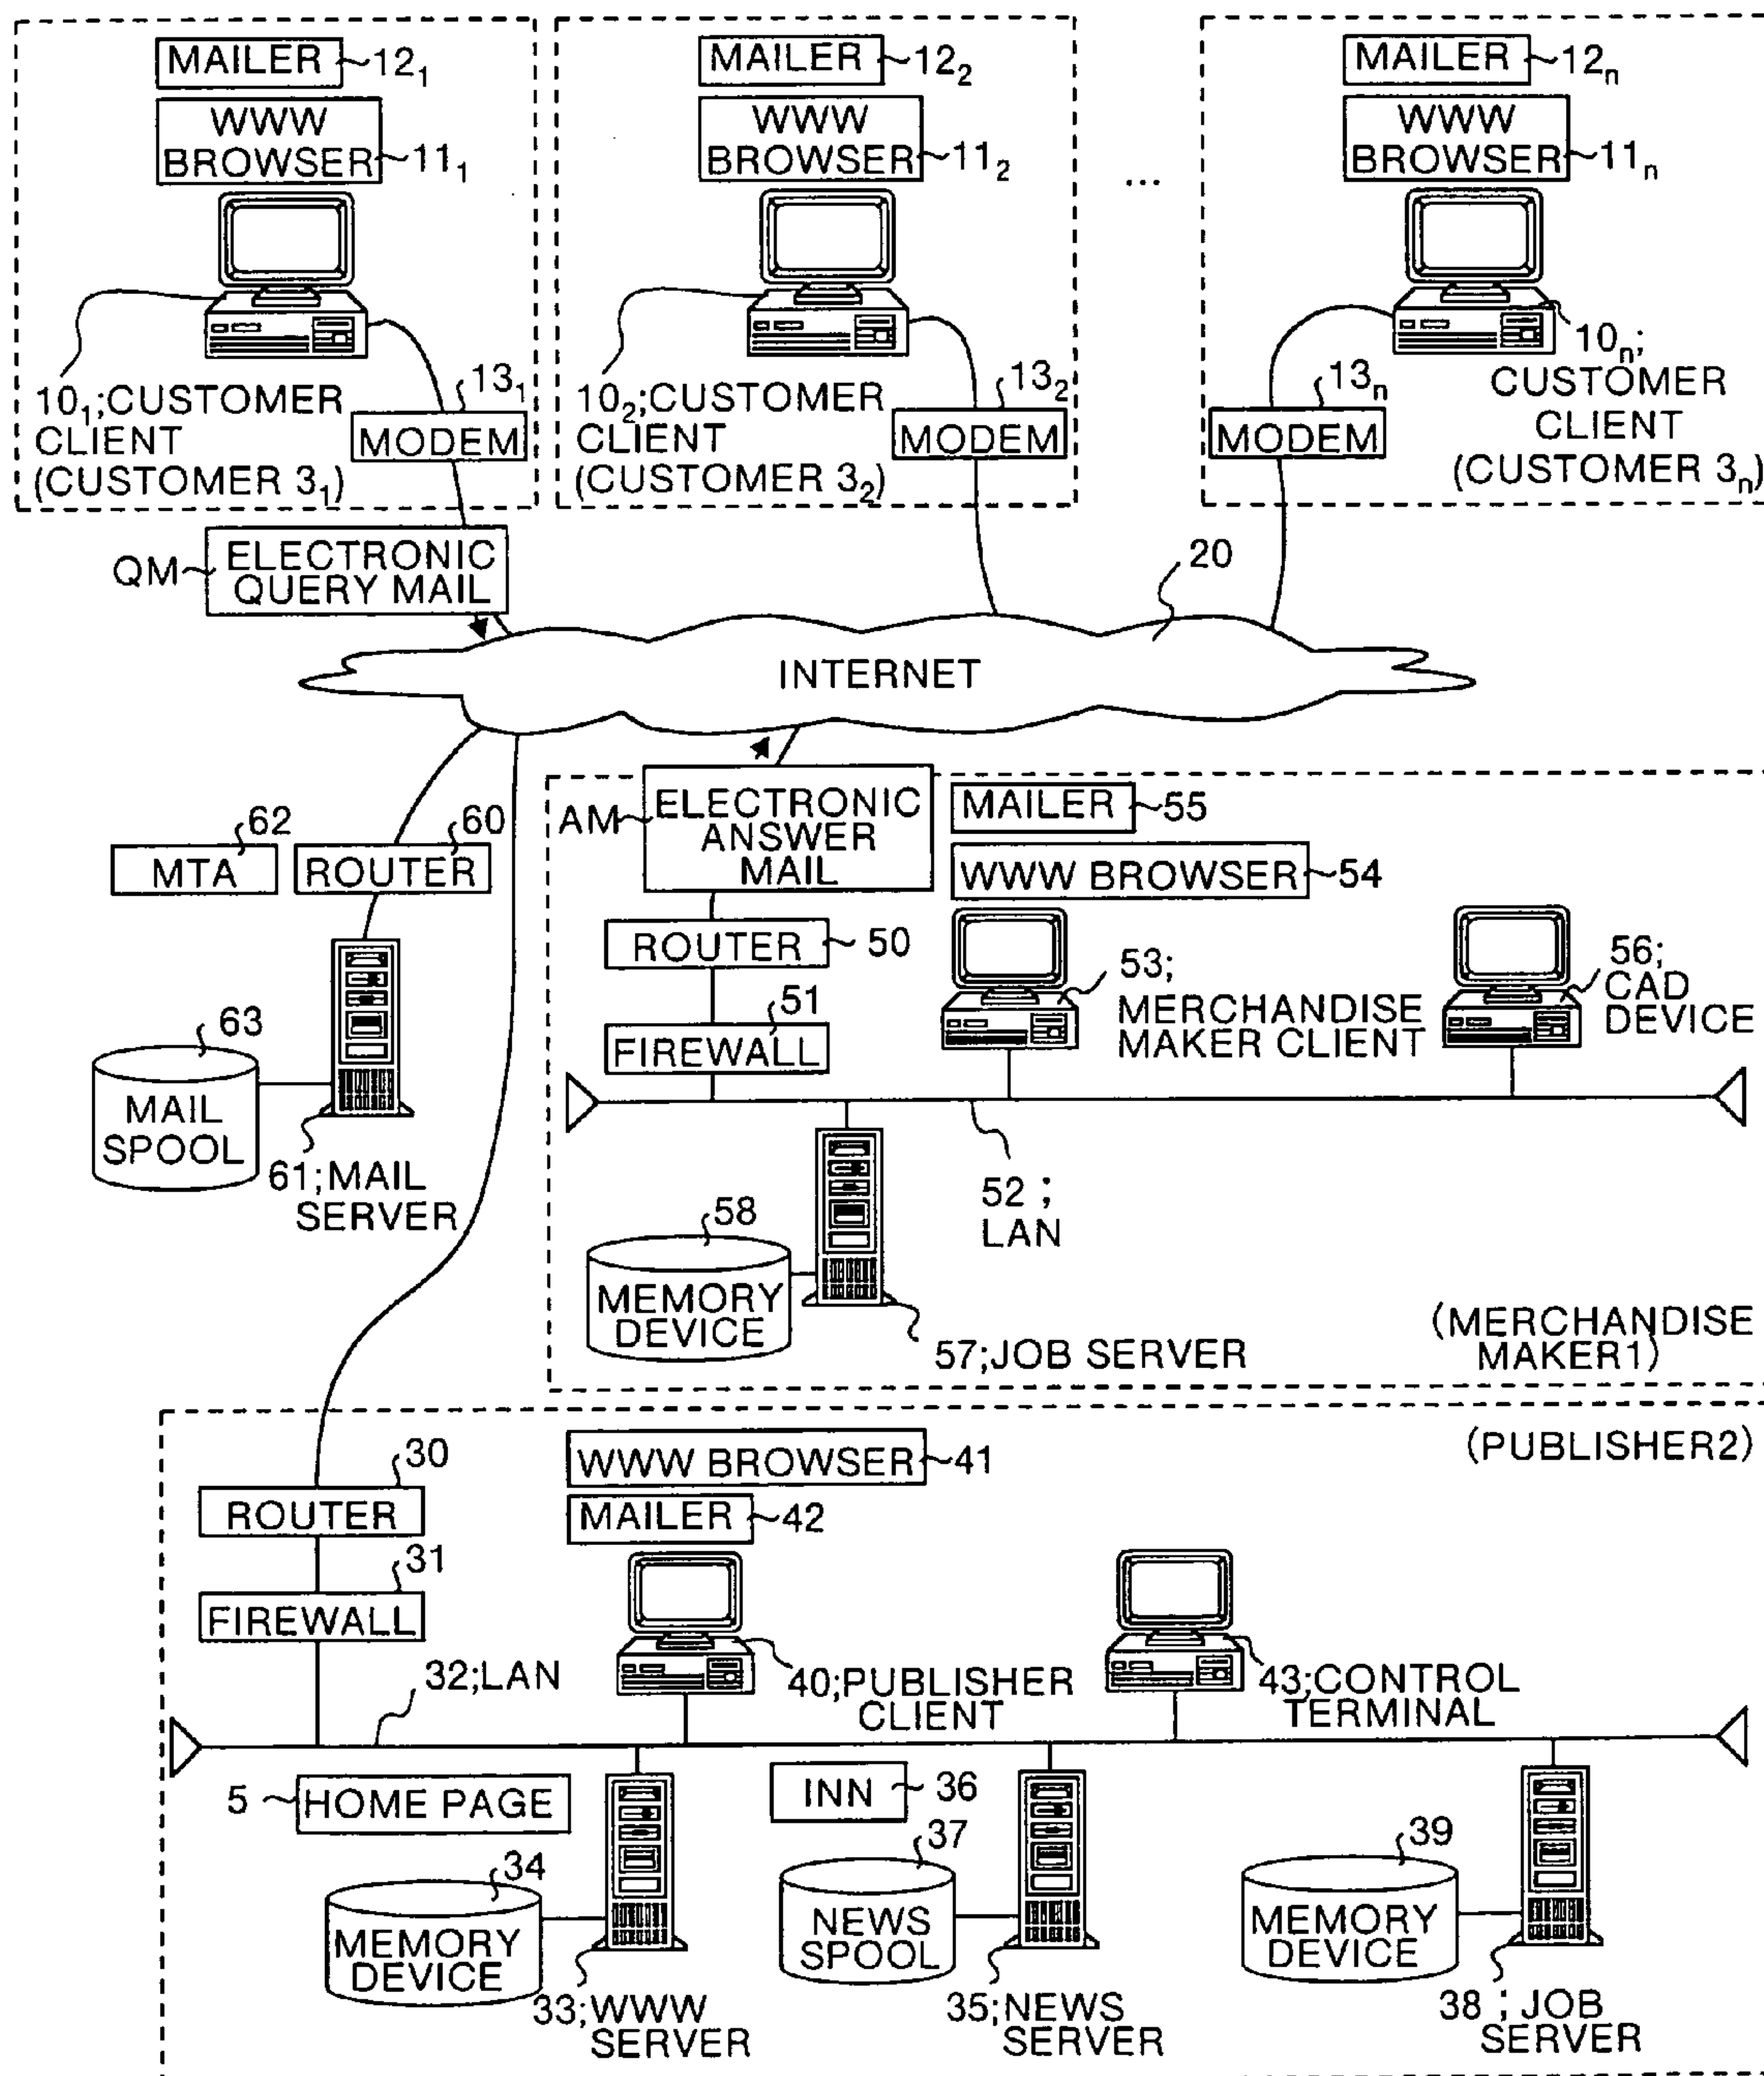 MAILER 12₁
WWW
BROWSER 11₁
10₁;CUSTOMER
CLIENT
(CUSTOMER 3₁)
13₁
MODEM
MAILER 12₂
WWW
BROWSER 11₂
10₂;CUSTOMER
CLIENT
(CUSTOMER 3₂)
13₂
MODEM
...
MAILER 12ₙ
WWW
BROWSER 11ₙ
10ₙ;
CUSTOMER
CLIENT
(CUSTOMER 3ₙ)
13ₙ
MODEM
QM ELECTRONIC
QUERY MAIL
20
INTERNET
62
MTA
60
ROUTER
63
MAIL
SPOOL
61;MAIL
SERVER
AM ELECTRONIC
ANSWER
MAIL
MAILER 55
WWW BROWSER 54
ROUTER 50
51
FIREWALL
53;
MERCHANDISE
MAKER CLIENT
56;
CAD
DEVICE
52;
LAN
58
MEMORY
DEVICE
57;JOB SERVER
(MERCHANDISE
MAKER1)
(PUBLISHER2)
30
ROUTER
31
FIREWALL
WWW BROWSER 41
MAILER 42
32;LAN
40;PUBLISHER
CLIENT
43;CONTROL
TERMINAL
5 HOME PAGE
INN 36
34
MEMORY
DEVICE
33;WWW
SERVER
37
NEWS
SPOOL
35;NEWS
SERVER
39
MEMORY
DEVICE
38;JOB
SERVER